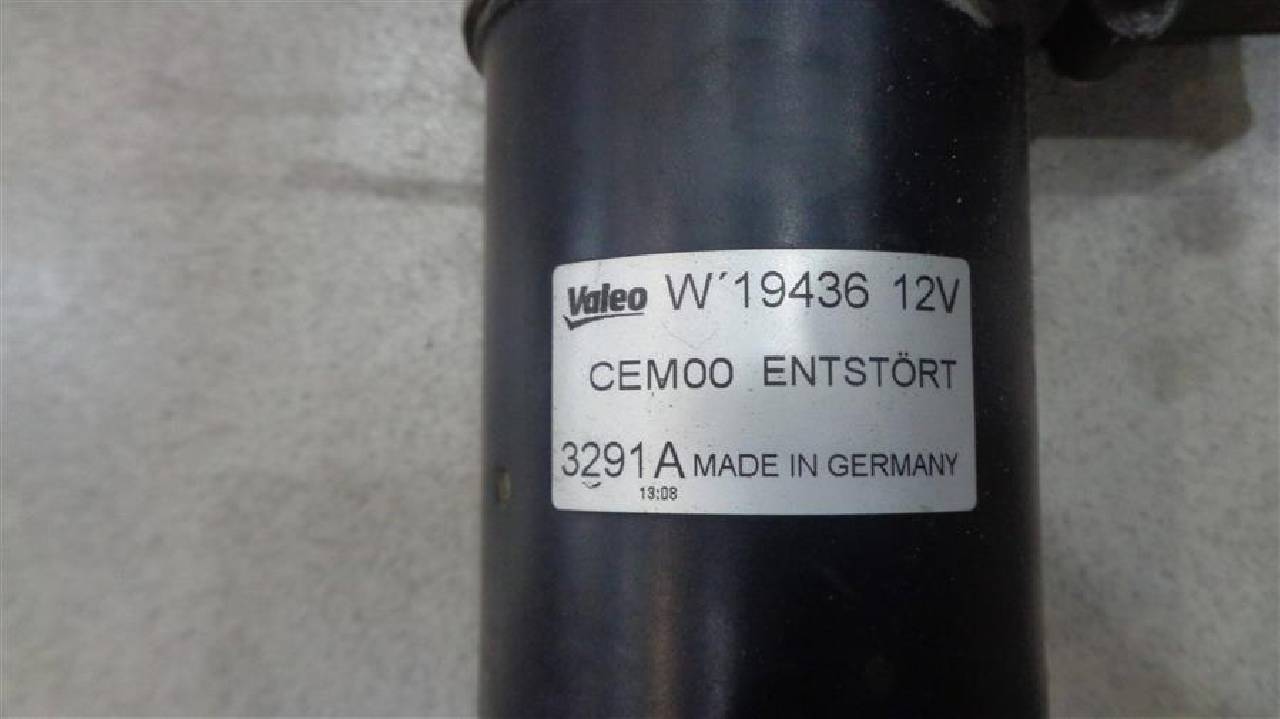 Valeo W´19436 12V
CEM00 ENTSTÖRT
3291A MADE IN GERMANY
13:08